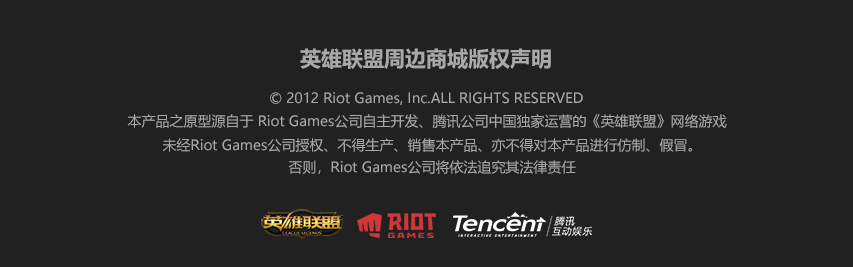 英雄联盟周边商城版权声明
© 2012 Riot Games, Inc.ALL RIGHTS RESERVED
本产品之原型源自于 Riot Games公司自主开发、腾讯公司中国独家运营的《英雄联盟》网络游戏
未经Riot Games公司授权、不得生产、销售本产品、亦不得对本产品进行仿制、假冒。
否则，Riot Games公司将依法追究其法律责任
英雄联盟
LEAGUE LEGENDS
RIOT
GAMES
Tencent
INTERACTIVE ENTERTAINMENT
腾讯
互动娱乐